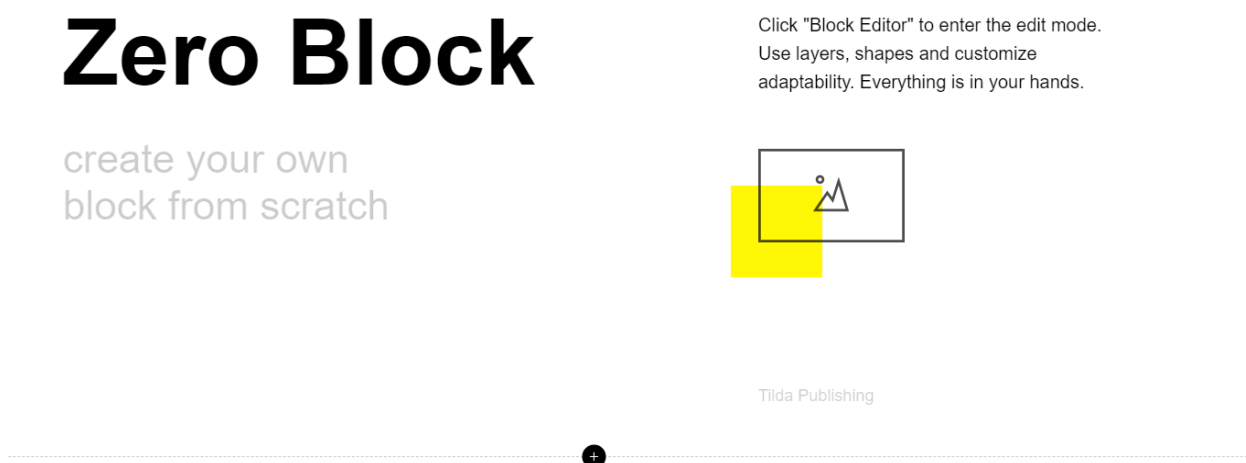 Zero Block
create your own
block from scratch
Click "Block Editor" to enter the edit mode.
Use layers, shapes and customize
adaptability. Everything is in your hands.
Tilda Publishing